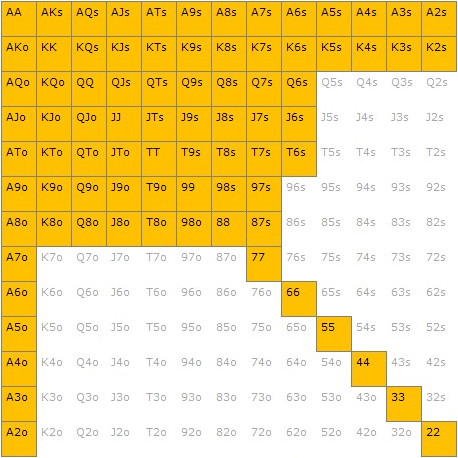 AA AKs AQs AJs ATs A9s A8s A7s A6s A5s A4s A3s A2s
AKo KK KQs KJs KTs K9s K8s K7s K6s K5s K4s K3s K2s
AQo KQo QQ QJs QTs Q9s Q8s Q7s Q6s Q5s Q4s Q3s Q2s
AJo KJo QJo JJ JTs J9s J8s J7s J6s J5s J4s J3s J2s
ATo KTo QTo JTo TT T9s T8s T7s T6s T5s T4s T3s T2s
A9o K9o Q9o J9o T9o 99 98s 97s 96s 95s 94s 93s 92s
A8o K8o Q8o J8o T8o 98o 88 87s 86s 85s 84s 83s 82s
A7o K7o Q7o J7o T7o 97o 87o 77 76s 75s 74s 73s 72s
A6o K6o Q6o J6o T6o 96o 86o 76o 66 65s 64s 63s 62s
A5o K5o Q5o J5o T5o 95o 85o 75o 65o 55 54s 53s 52s
A4o K4o Q4o J4o T4o 94o 84o 74o 64o 54o 44 43s 42s
A3o K3o Q3o J3o T3o 93o 83o 73o 63o 53o 43o 33 32s
A2o K2o Q2o J2o T2o 92o 82o 72o 62o 52o 42o 32o 22